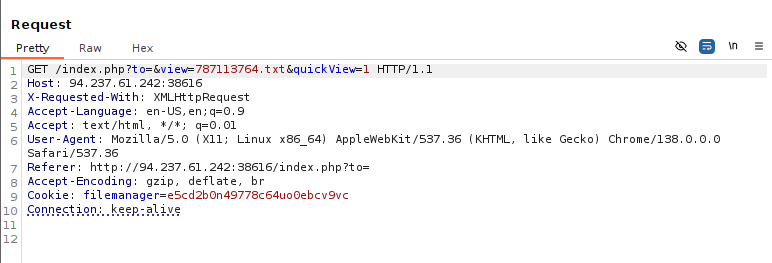 Request
Pretty Raw Hex
\n
1 GET /index.php?to=&view=787113764.txt&quickView=1 HTTP/1.1
2 Host: 94.237.61.242:38616
3 X-Requested-With: XMLHttpRequest
4 Accept-Language: en-US,en;q=0.9
5 Accept: text/html, */*; q=0.01
6 User-Agent: Mozilla/5.0 (X11; Linux x86_64) AppleWebKit/537.36 (KHTML, like Gecko) Chrome/138.0.0.0
Safari/537.36
7 Referer: http://94.237.61.242:38616/index.php?to=
8 Accept-Encoding: gzip, deflate, br
9 Cookie: filemanager=e5cd2b0n49778c64uo0ebcv9vc
10 Connection: keep-alive
11
12